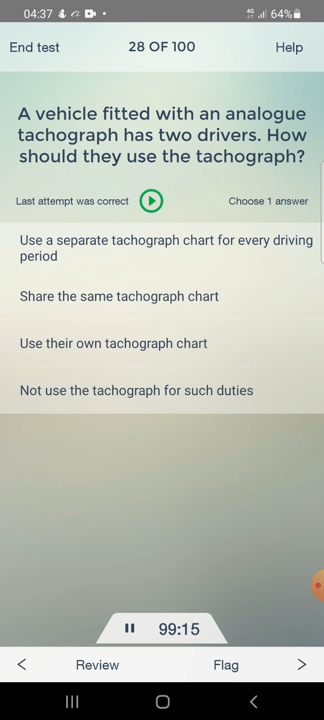 04:37 4G 64%
End test 28 OF 100 Help
A vehicle fitted with an analogue
tachograph has two drivers. How
should they use the tachograph?
Last attempt was correct Choose 1 answer
Use a separate tachograph chart for every driving
period
Share the same tachograph chart
Use their own tachograph chart
Not use the tachograph for such duties
99:15
Review Flag